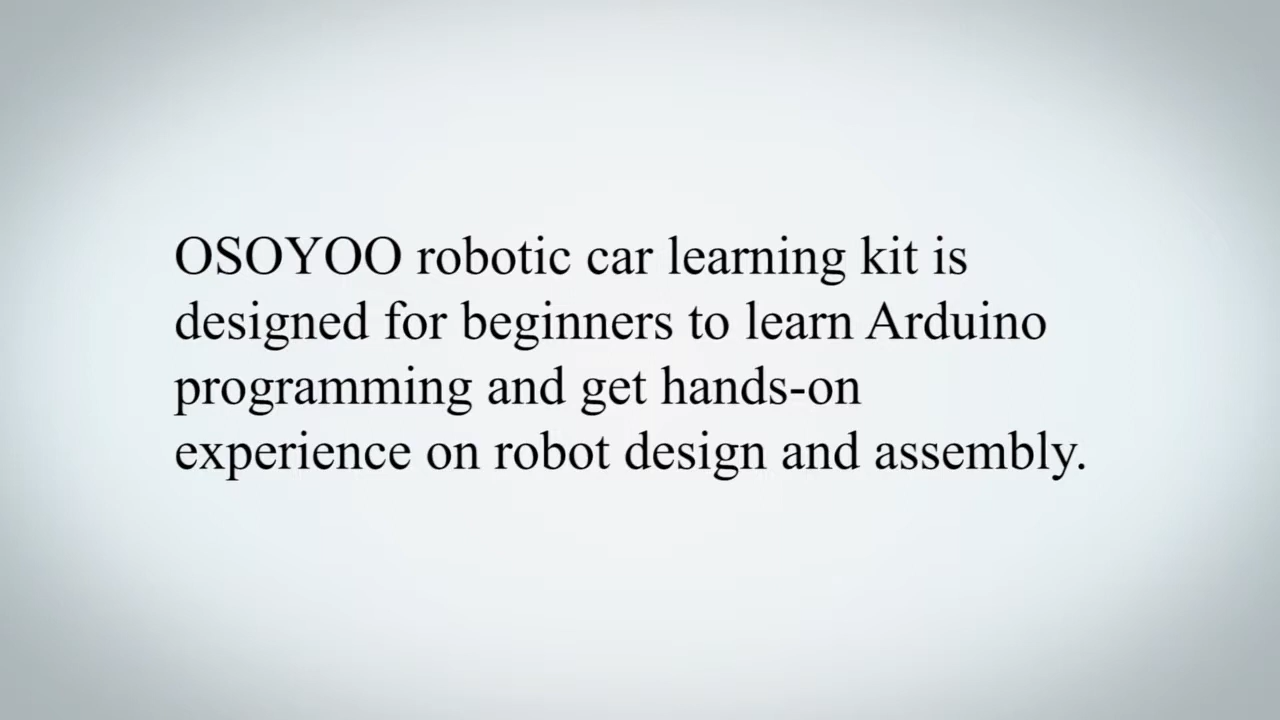 OSOYOO robotic car learning kit is
designed for beginners to learn Arduino
programming and get hands-on
experience on robot design and assembly.